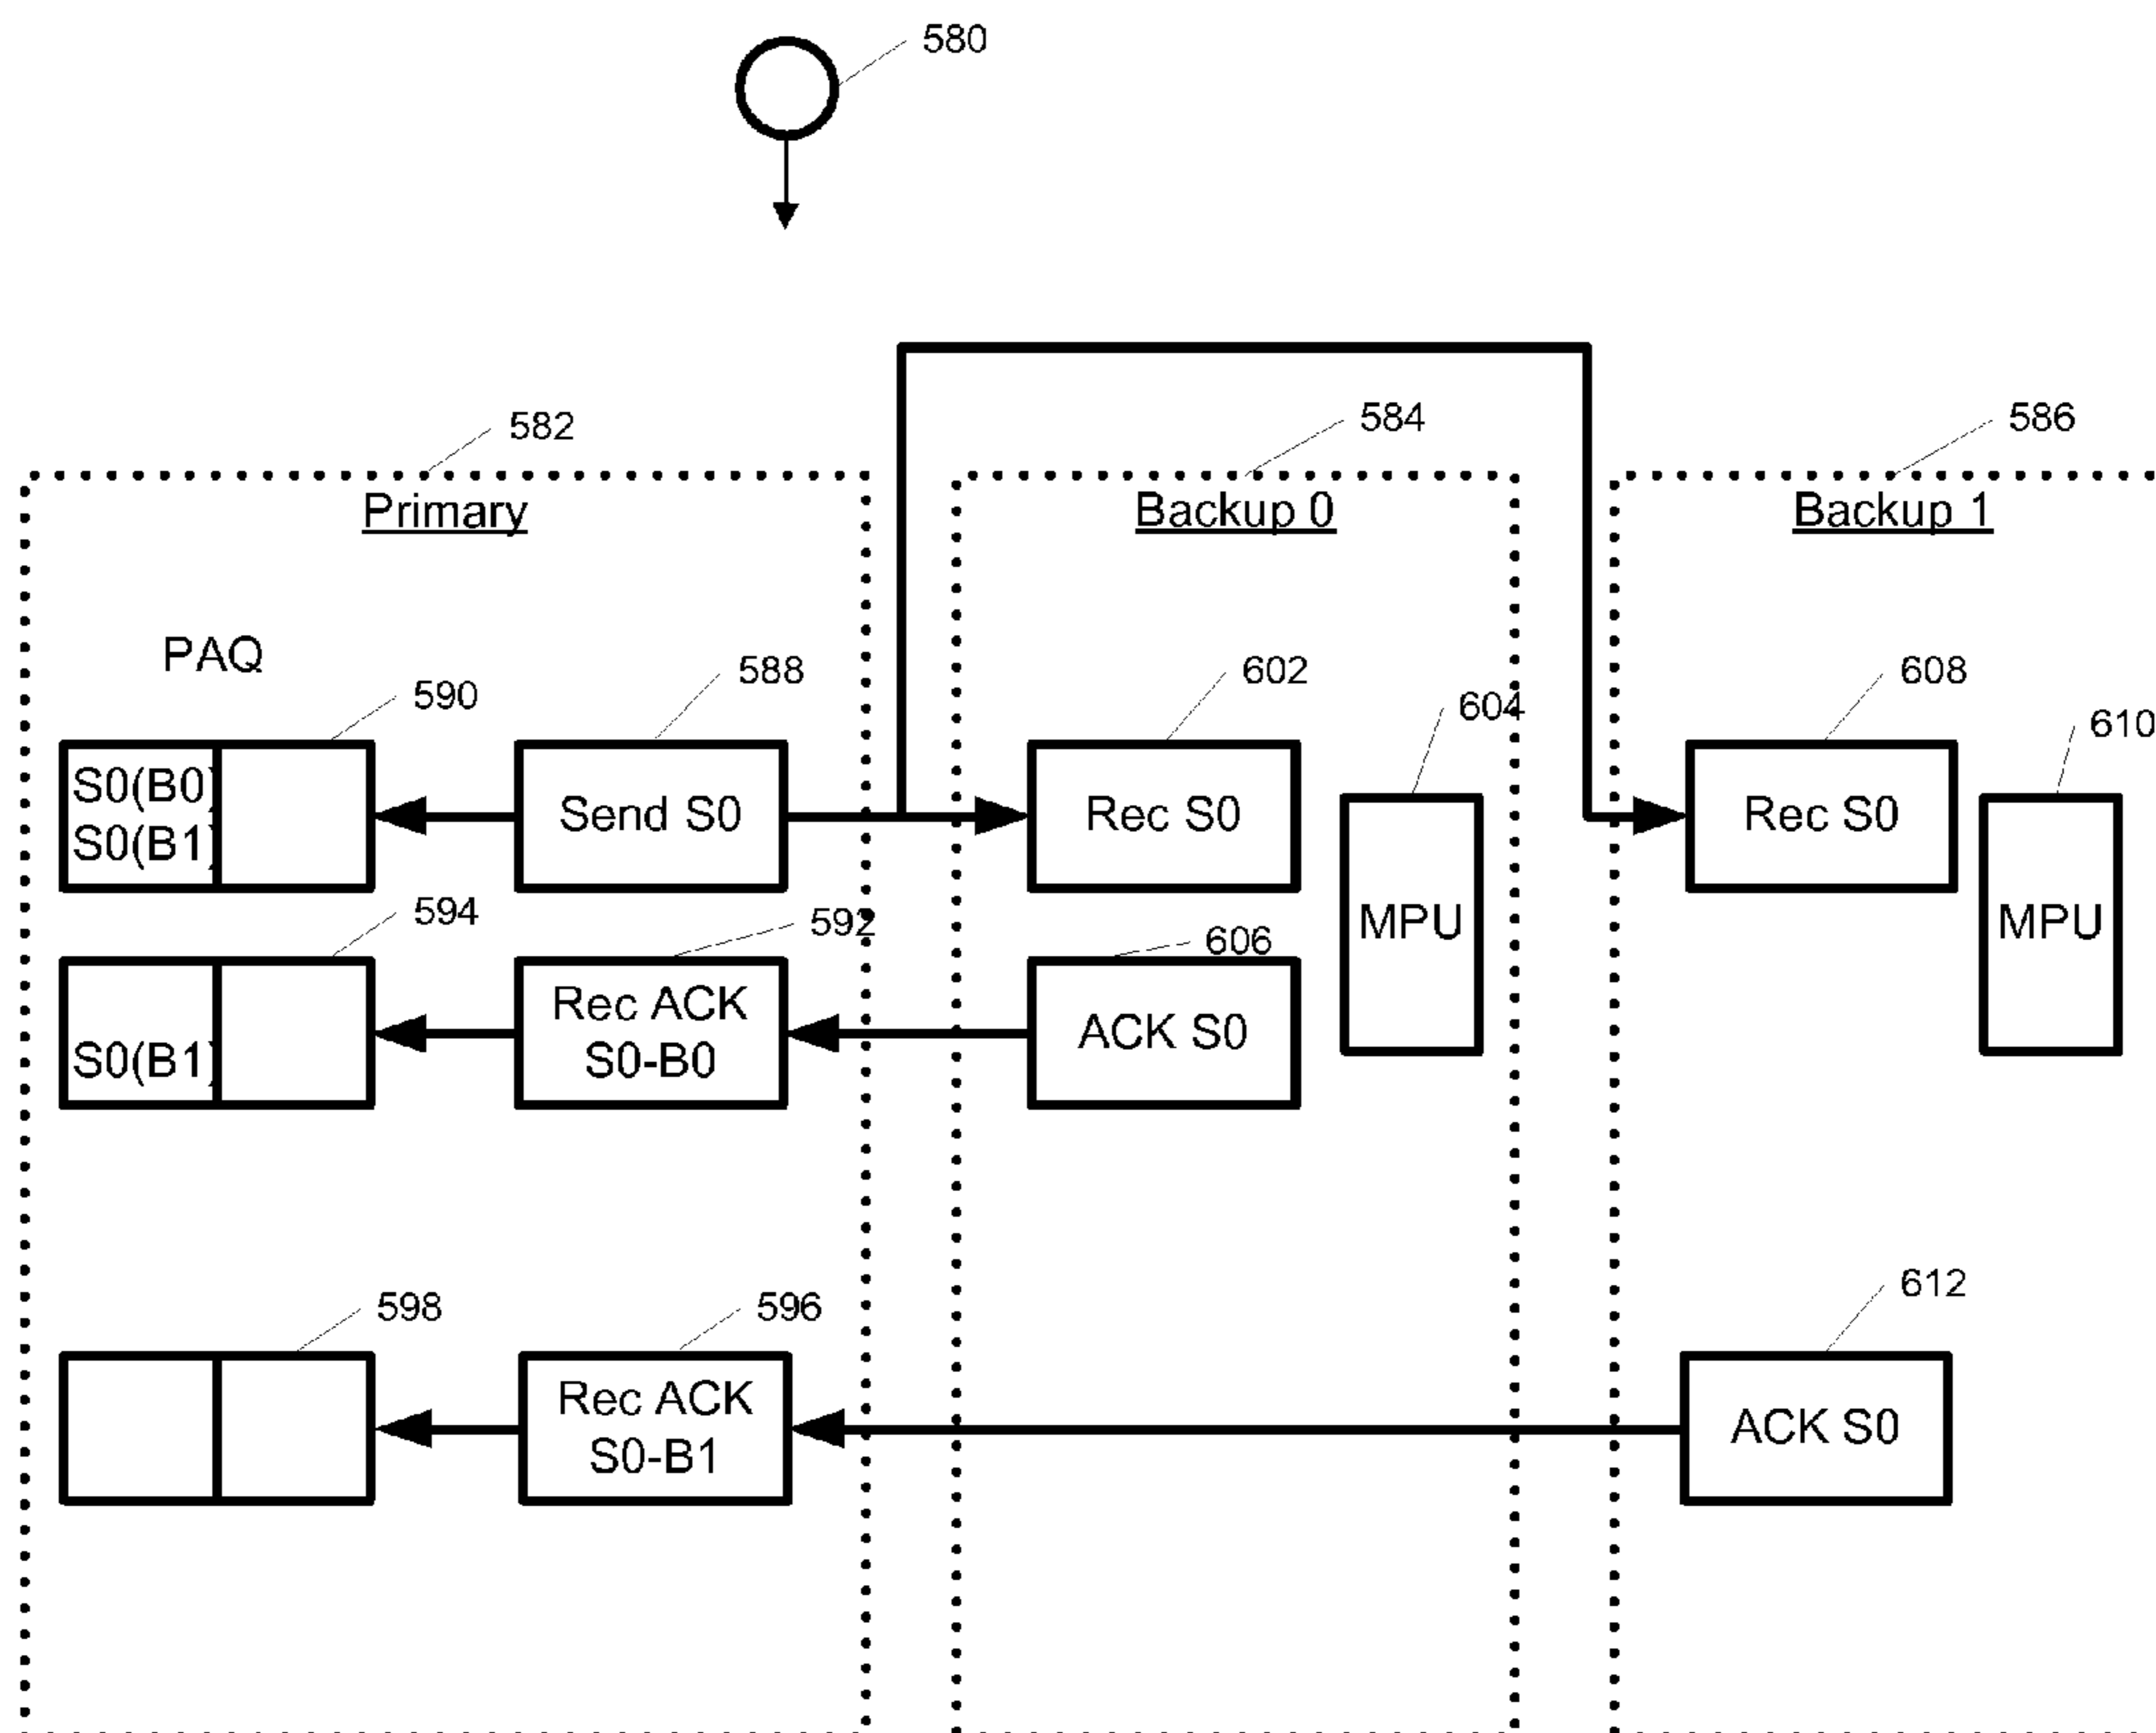 580
582
584
586
Primary
Backup 0
Backup 1
PAQ
590
588
602
604
608
610
S0(B0)
S0(B1)
Send S0
Rec S0
MPU
Rec S0
MPU
594
592
606
S0(B1)
Rec ACK
S0-B0
ACK S0
598
596
612
Rec ACK
S0-B1
ACK S0